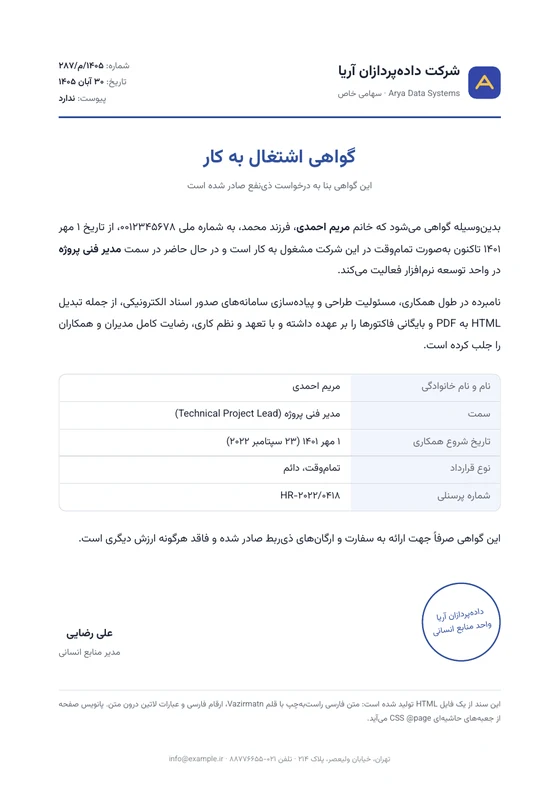 شرکت داده‌پردازان آریا
Arya Data Systems · سهامی خاص
شماره: ۱۴۰۵/م/۲۸۷
تاریخ: ۳۰ آبان ۱۴۰۵
پیوست: ندارد
گواهی اشتغال به کار
این گواهی بنا به درخواست ذی‌نفع صادر شده است
بدین‌وسیله گواهی می‌شود که خانم مریم احمدی، فرزند محمد، به شماره ملی ۰۰۱۲۳۴۵۶۷۸، از تاریخ ۱ مهر
۱۴۰۱ تاکنون به‌صورت تمام‌وقت در این شرکت مشغول به کار است و در حال حاضر در سمت مدیر فنی پروژه
در واحد توسعه نرم‌افزار فعالیت می‌کند.
نامبرده در طول همکاری، مسئولیت طراحی و پیاده‌سازی سامانه‌های صدور اسناد الکترونیکی، از جمله تبدیل
HTML به PDF و بایگانی فاکتورها را بر عهده داشته و با تعهد و نظم کاری، رضایت کامل مدیران و همکاران
را جلب کرده است.
نام و نام خانوادگی مریم احمدی
سمت مدیر فنی پروژه (Technical Project Lead)
تاریخ شروع همکاری ۱ مهر ۱۴۰۱ (۲۳ سپتامبر ۲۰۲۲)
نوع قرارداد تمام‌وقت، دائم
شماره پرسنلی HR-۲۰۲۲/۰۴۱۸
این گواهی صرفاً جهت ارائه به سفارت و ارگان‌های ذی‌ربط صادر شده و فاقد هرگونه ارزش دیگری است.
داده‌پردازان آریا
واحد منابع انسانی
علی رضایی
مدیر منابع انسانی
این سند از یک فایل HTML تولید شده است: متن فارسی راست‌به‌چپ با قلم Vazirmatn، ارقام فارسی و عبارات لاتین درون متن. پانویس صفحه
از جعبه‌های حاشیه‌ای CSS @page می‌آید.
تهران، خیابان ولیعصر، پلاک ۲۱۴ · تلفن ۰۲۱-۸۸۷۷۶۶۵۵ · info@example.ir